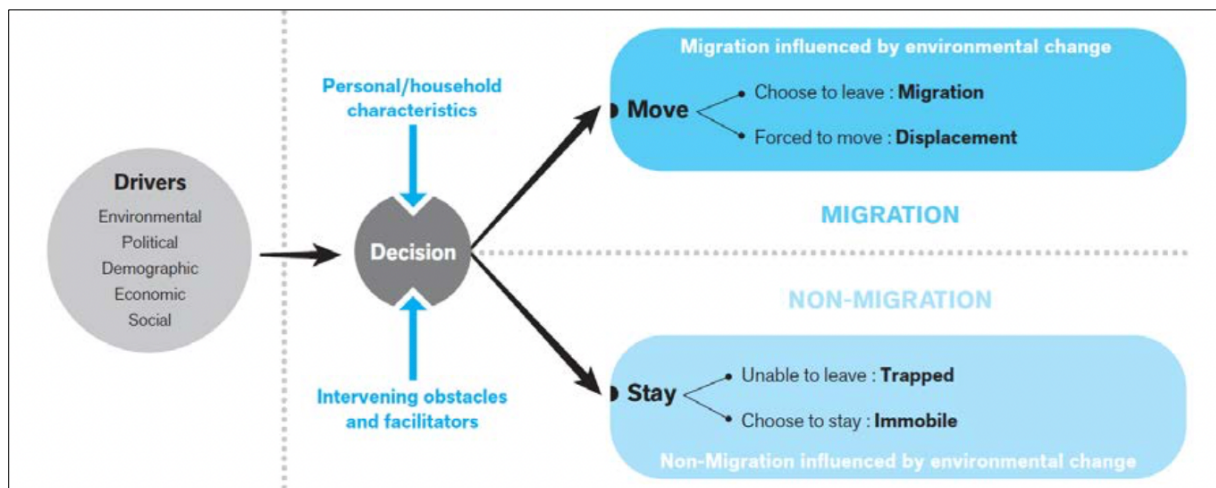 Drivers
Environmental
Political
Demographic
Economic
Social
Personal/household
characteristics
Decision
Intervening obstacles
and facilitators
Migration influenced by environmental change
Move
Choose to leave : Migration
Forced to move : Displacement
MIGRATION
NON-MIGRATION
Stay
Unable to leave : Trapped
Choose to stay : Immobile
Non-Migration influenced by environmental change